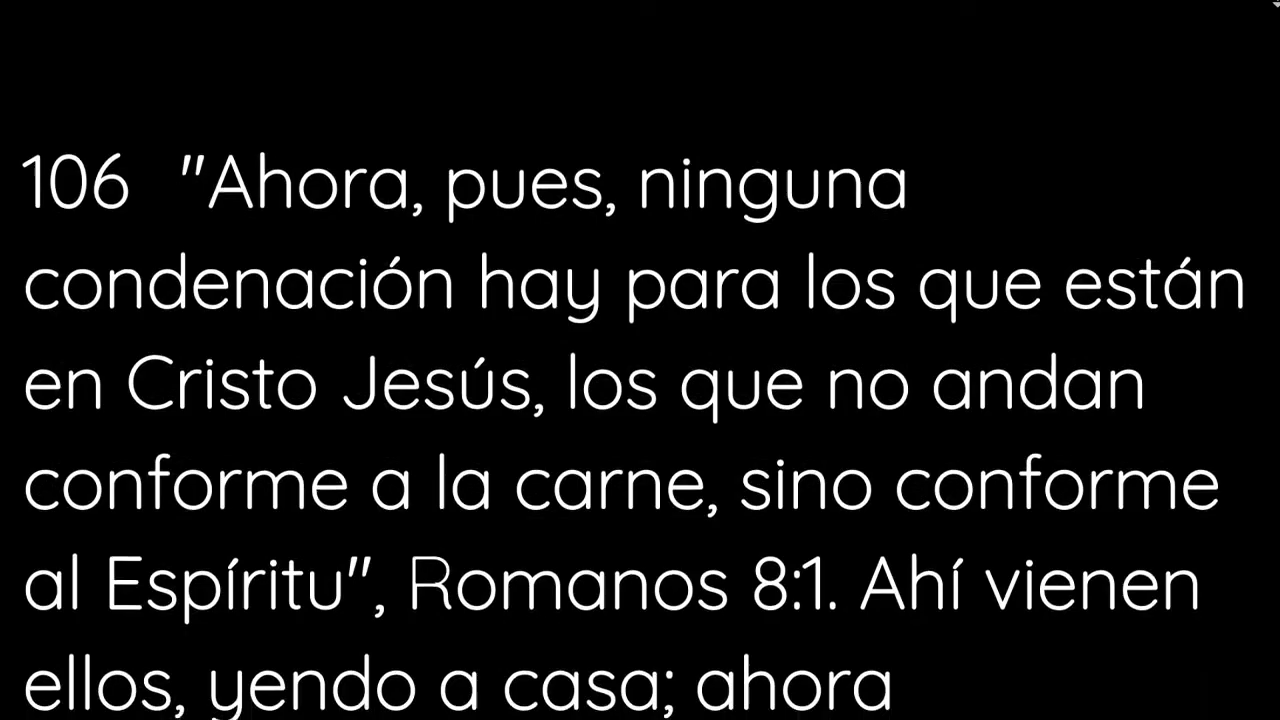 106 "Ahora, pues, ninguna
condenación hay para los que están
en Cristo Jesús, los que no andan
conforme a la carne, sino conforme
al Espíritu", Romanos 8:1. Ahí vienen
ellos, yendo a casa; ahora